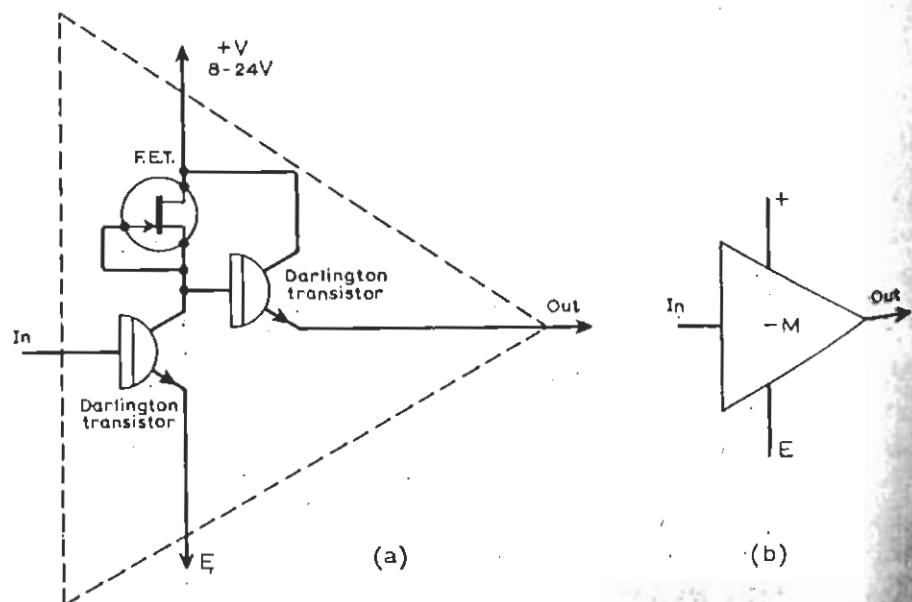 +V
8-24V
F.E.T.
Darlington
transistor
In
Out
Darlington
transistor
E
(a)
+
In
-M
Out
E
(b)